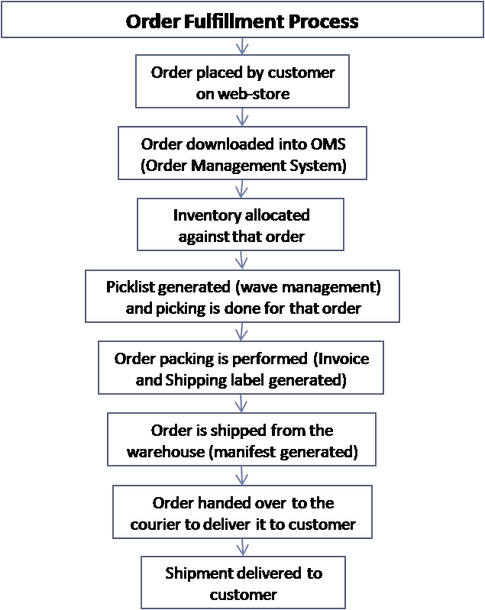 Order Fulfillment Process
Order placed by customer
on web-store
Order downloaded into OMS
(Order Management System)
Inventory allocated
against that order
Picklist generated (wave management)
and picking is done for that order
Order packing is performed (Invoice
and Shipping label generated)
Order is shipped from the
warehouse (manifest generated)
Order handed over to the
courier to deliver it to customer
Shipment delivered to
customer